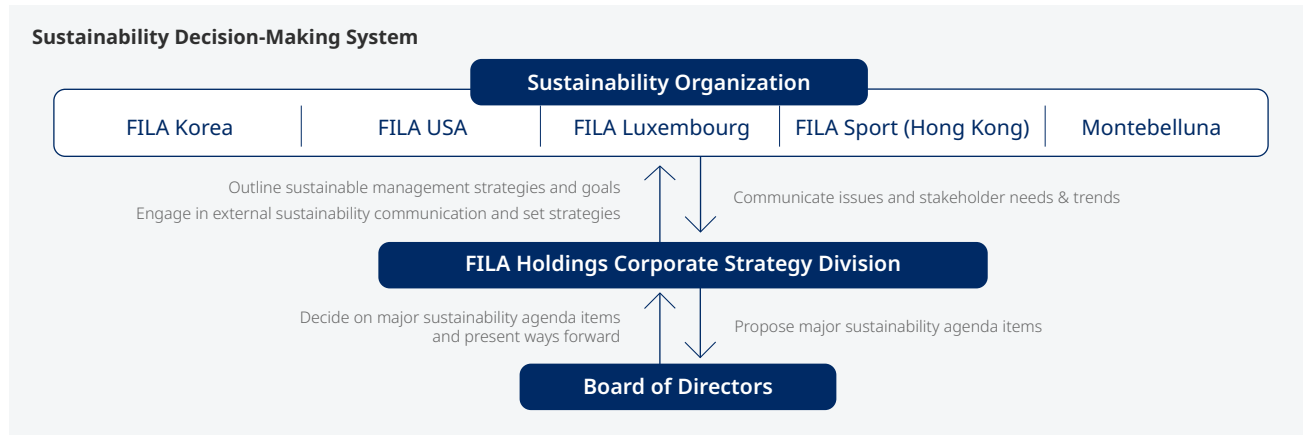 Sustainability Decision-Making System
Sustainability Organization
FILA Korea
FILA USA
FILA Luxembourg
FILA Sport (Hong Kong)
Montebelluna
Outline sustainable management strategies and goals
Engage in external sustainability communication and set strategies
Communicate issues and stakeholder needs & trends
FILA Holdings Corporate Strategy Division
Decide on major sustainability agenda items
and present ways forward
Propose major sustainability agenda items
Board of Directors